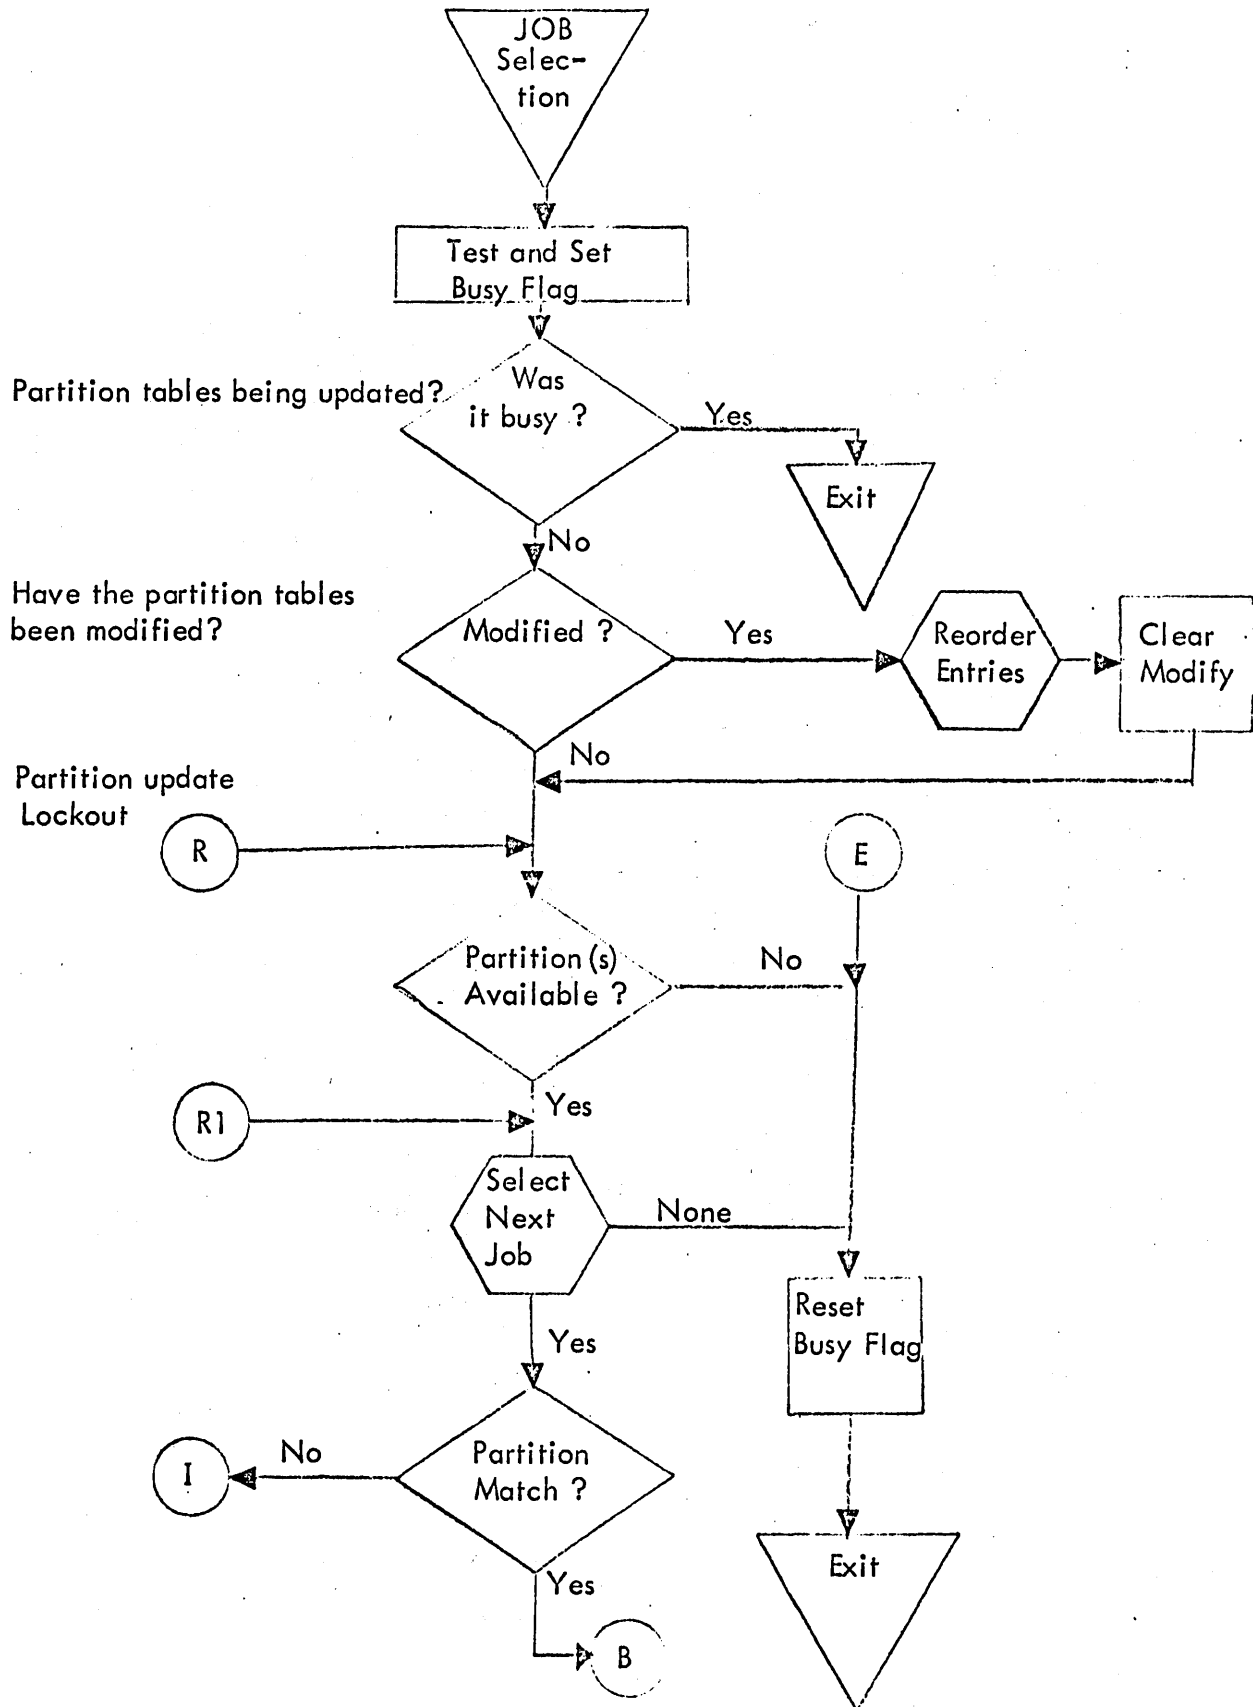 JOB
Selec-
tion
Test and Set
Busy Flag
Partition tables being updated?
Was
it busy ?
Yes
Exit
No
Have the partition tables
been modified?
Modified ?
Yes
Reorder
Entries
Clear
Modify
No
Partition update
Lockout
R
E
Partition (s)
Available ?
No
R1
Yes
Select
Next
Job
None
Reset
Busy Flag
Yes
Partition
Match ?
No
I
Exit
Yes
B